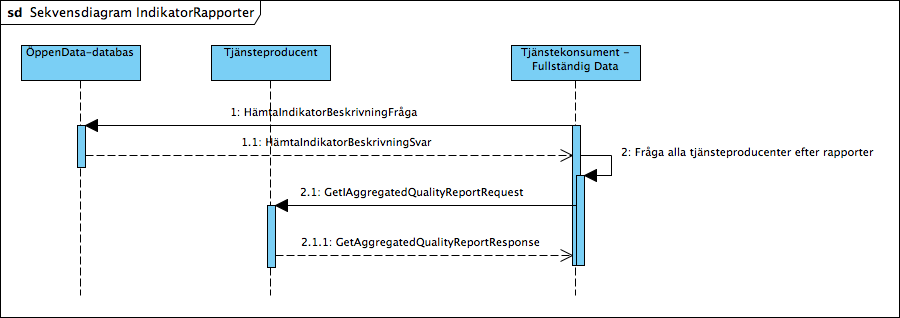 sd Sekvensdiagram IndikatorRapporter
ÖppenData-databas
Tjänsteproducent
Tjänstekonsument -
Fullständig Data
1: HämtaIndikatorBeskrivningFråga
1.1: HämtaIndikatorBeskrivningSvar
2: Fråga alla tjänsteproducenter efter rapporter
2.1: GetIAggregatedQualityReportRequest
2.1.1: GetAggregatedQualityReportResponse